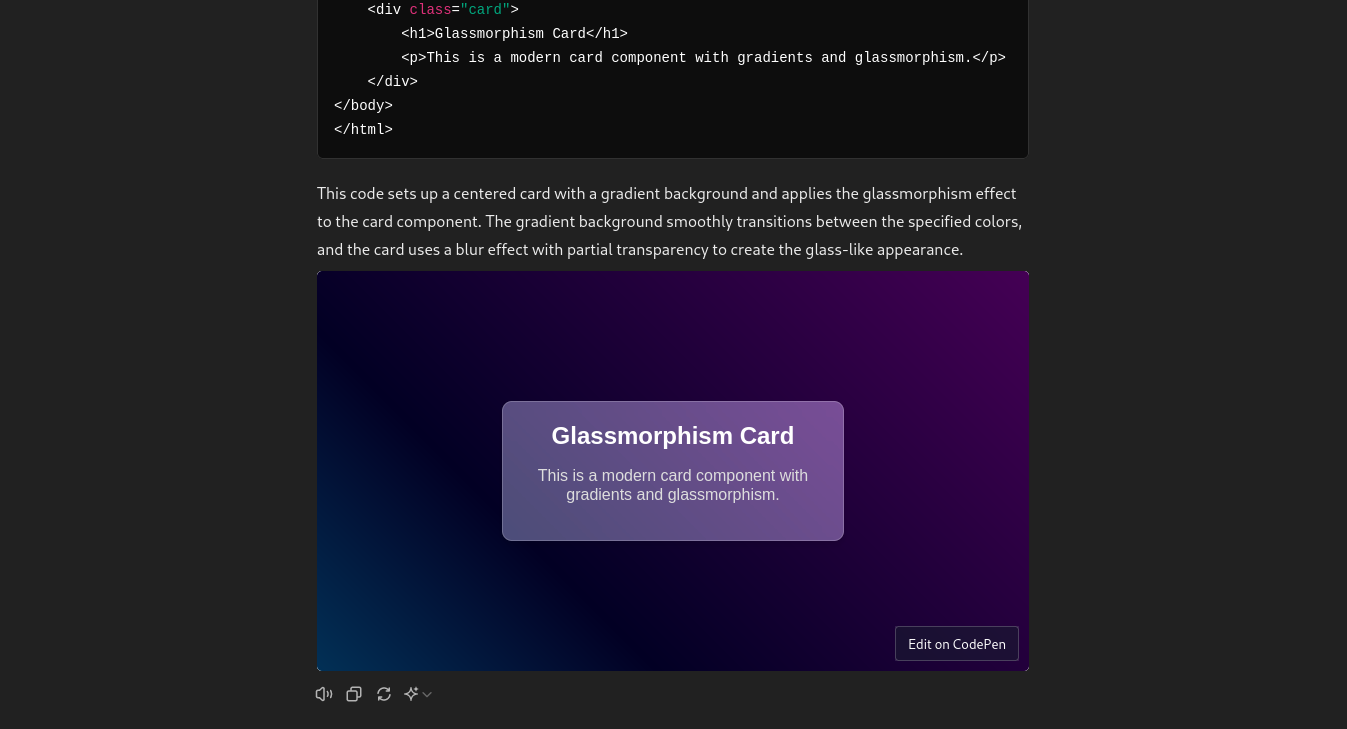 <div class="card">
<h1>Glassmorphism Card</h1>
<p>This is a modern card component with gradients and glassmorphism.</p>
</div>
</body>
</html>
This code sets up a centered card with a gradient background and applies the glassmorphism effect
to the card component. The gradient background smoothly transitions between the specified colors,
and the card uses a blur effect with partial transparency to create the glass-like appearance.
Glassmorphism Card
This is a modern card component with
gradients and glassmorphism.
Edit on CodePen